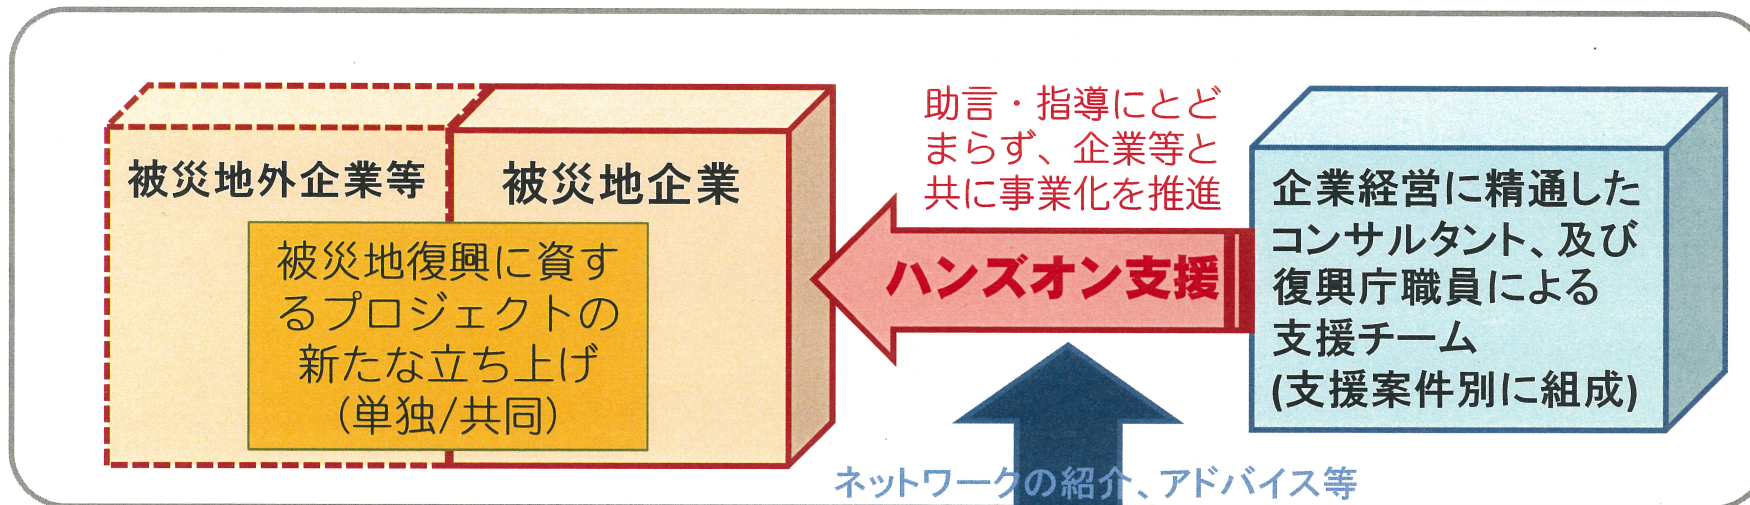 被災地外企業等
被災地企業
被災地復興に資す
るプロジェクトの
新たな立ち上げ
(単独/共同)
助言・指導にとど
まらず、企業等と
共に事業化を推進
ハンズオン支援
企業経営に精通した
コンサルタント、及び
復興庁職員による
支援チーム
(支援案件別に組成)
ネットワークの紹介、アドバイス等